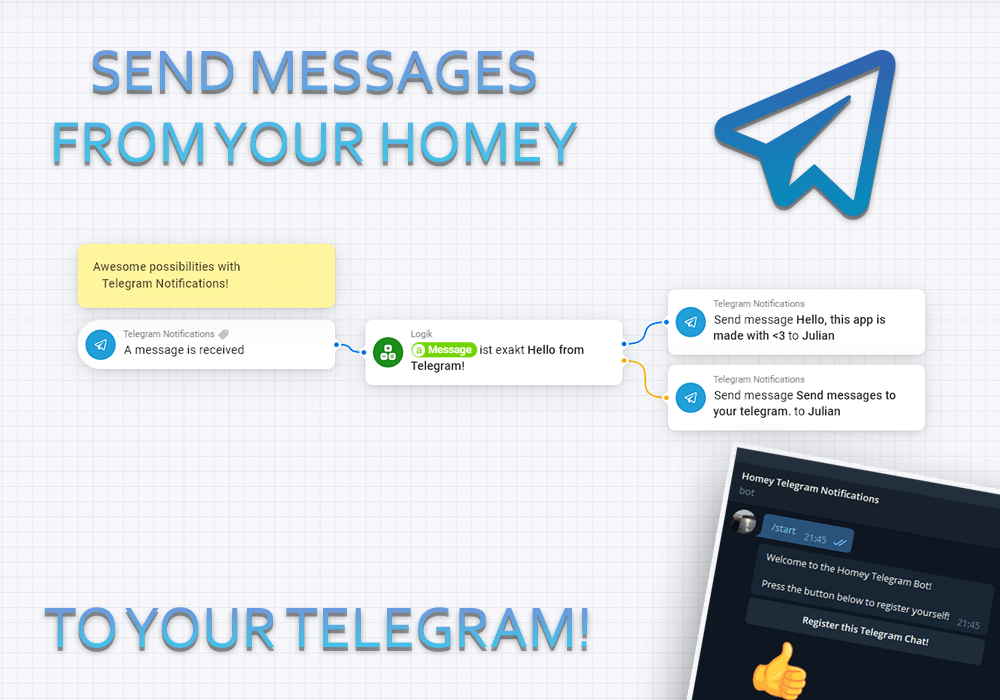 SEND MESSAGES
FROM YOUR HOMEY
Awesome possibilities with
Telegram Notifications!
Telegram Notifications
A message is received
Logik
a Message ist exakt Hello from
Telegram!
Telegram Notifications
Send message Hello, this app is
made with <3 to Julian
Telegram Notifications
Send message Send messages to
your telegram. to Julian
Homey Telegram Notifications
bot
/start 21:45
Welcome to the Homey Telegram Bot!
Press the button below to register yourself! 21:45
Register this Telegram Chat!
TO YOUR TELEGRAM!